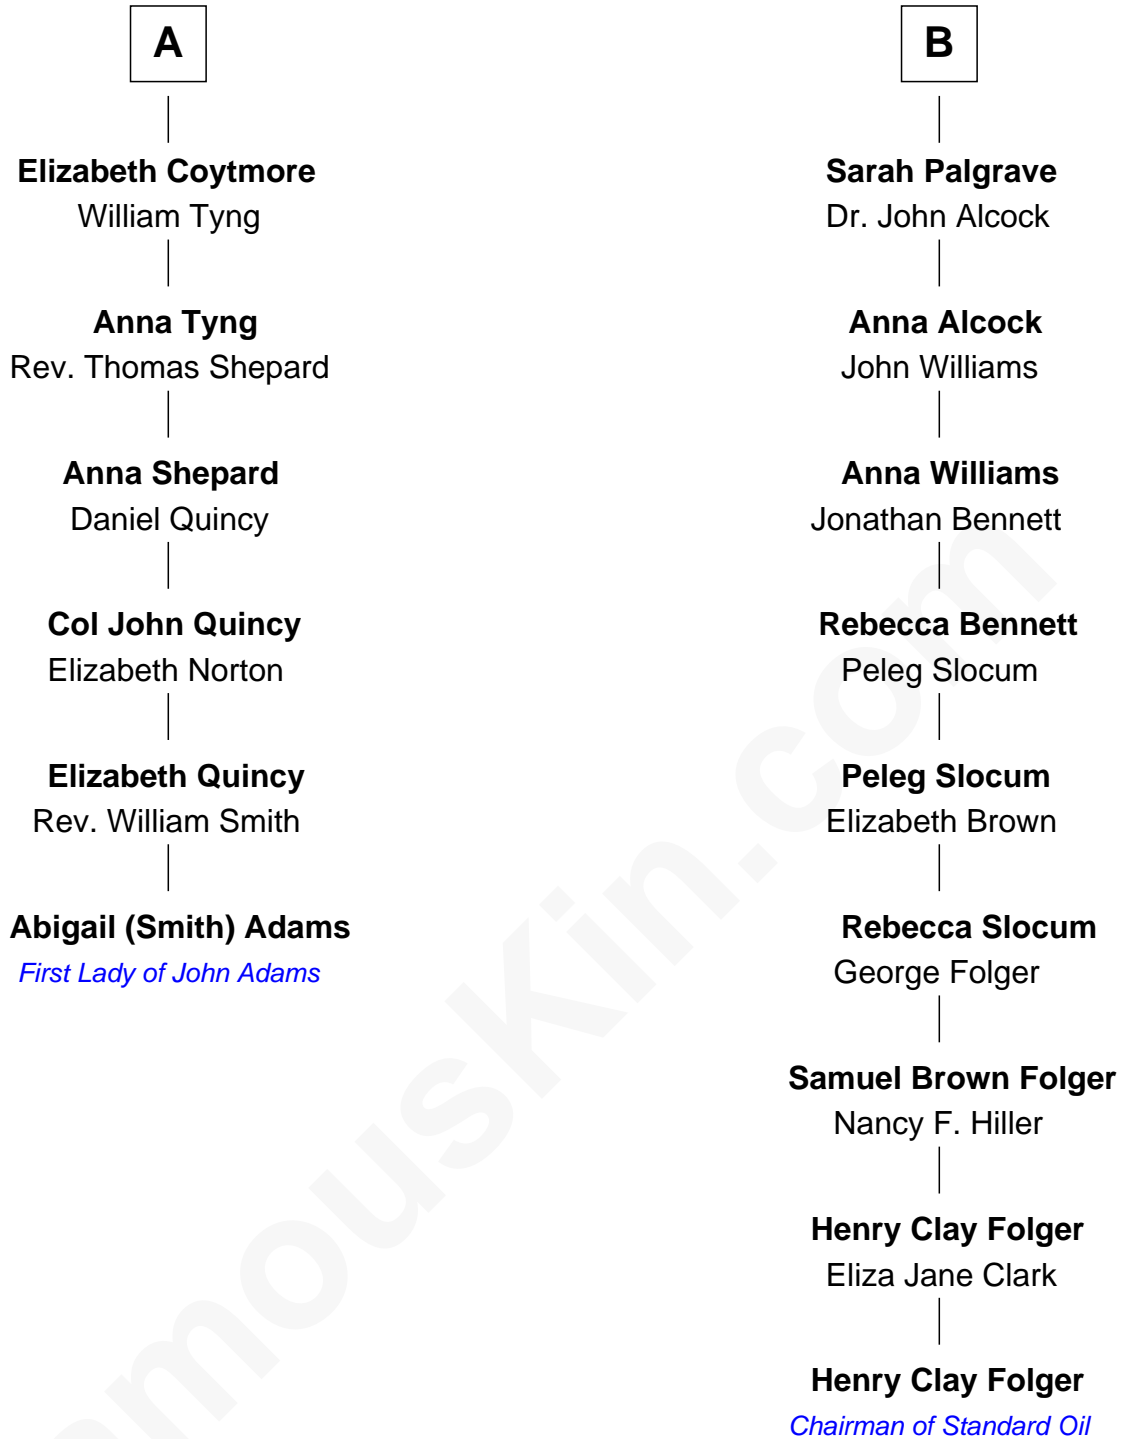 A
Elizabeth Coytmore
William Tyng
Anna Tyng
Rev. Thomas Shepard
Anna Shepard
Daniel Quincy
Col John Quincy
Elizabeth Norton
Elizabeth Quincy
Rev. William Smith
Abigail (Smith) Adams
First Lady of John Adams
B
Sarah Palgrave
Dr. John Alcock
Anna Alcock
John Williams
Anna Williams
Jonathan Bennett
Rebecca Bennett
Peleg Slocum
Peleg Slocum
Elizabeth Brown
Rebecca Slocum
George Folger
Samuel Brown Folger
Nancy F. Hiller
Henry Clay Folger
Eliza Jane Clark
Henry Clay Folger
Chairman of Standard Oil
amouskin.com